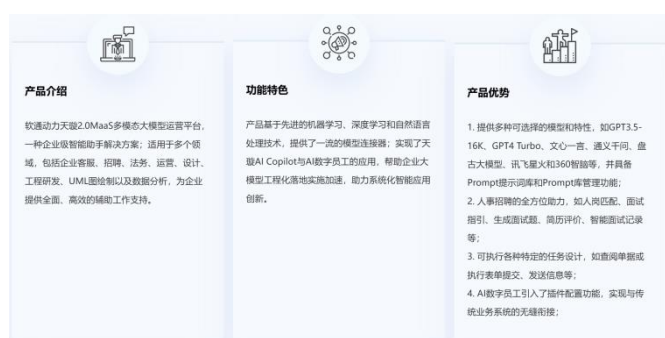 产品介绍
软通动力天璇2.0MaaS多模态大模型运营平台，
一种企业级智能助手解决方案；适用于多个领
域，包括企业客服、招聘、法务、运营、设计、
工程研发、UML图绘制以及数据分析，为企业
提供全面、高效的辅助工作支持。
功能特色
产品基于先进的机器学习、深度学习和自然语言
处理技术，提供了一流的模型连接器；实现了天
璇AI Copilot与AI数字员工的应用、帮助企业大
模型工程化落地实施加速，助力系统化智能应用
创新。
产品优势
1. 提供多种可选择的模型和特性，如GPT3.5-
16K、GPT4 Turbo、文心一言、通义千问、盘
古大模型、讯飞星火和360智脑等，并具备
Prompt提示词库和Prompt库管理功能；
2. 人事招聘的全方位助力，如人岗匹配、面试
指引、生成面试题、简历评价、智能面试记录
等；
3. 可执行各种特定的任务设计，如查阅单据或
执行表单提交、发送信息等；
4. AI数字员工引入了插件配置功能，实现与传
统业务系统的无缝衔接；